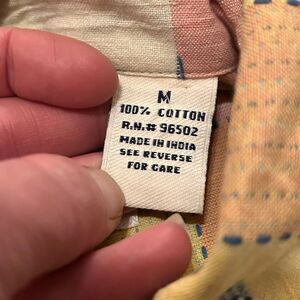 M
100% COTTON
R.N.# 96502
MADE IN INDIA
SEE REVERSE
FOR CARE